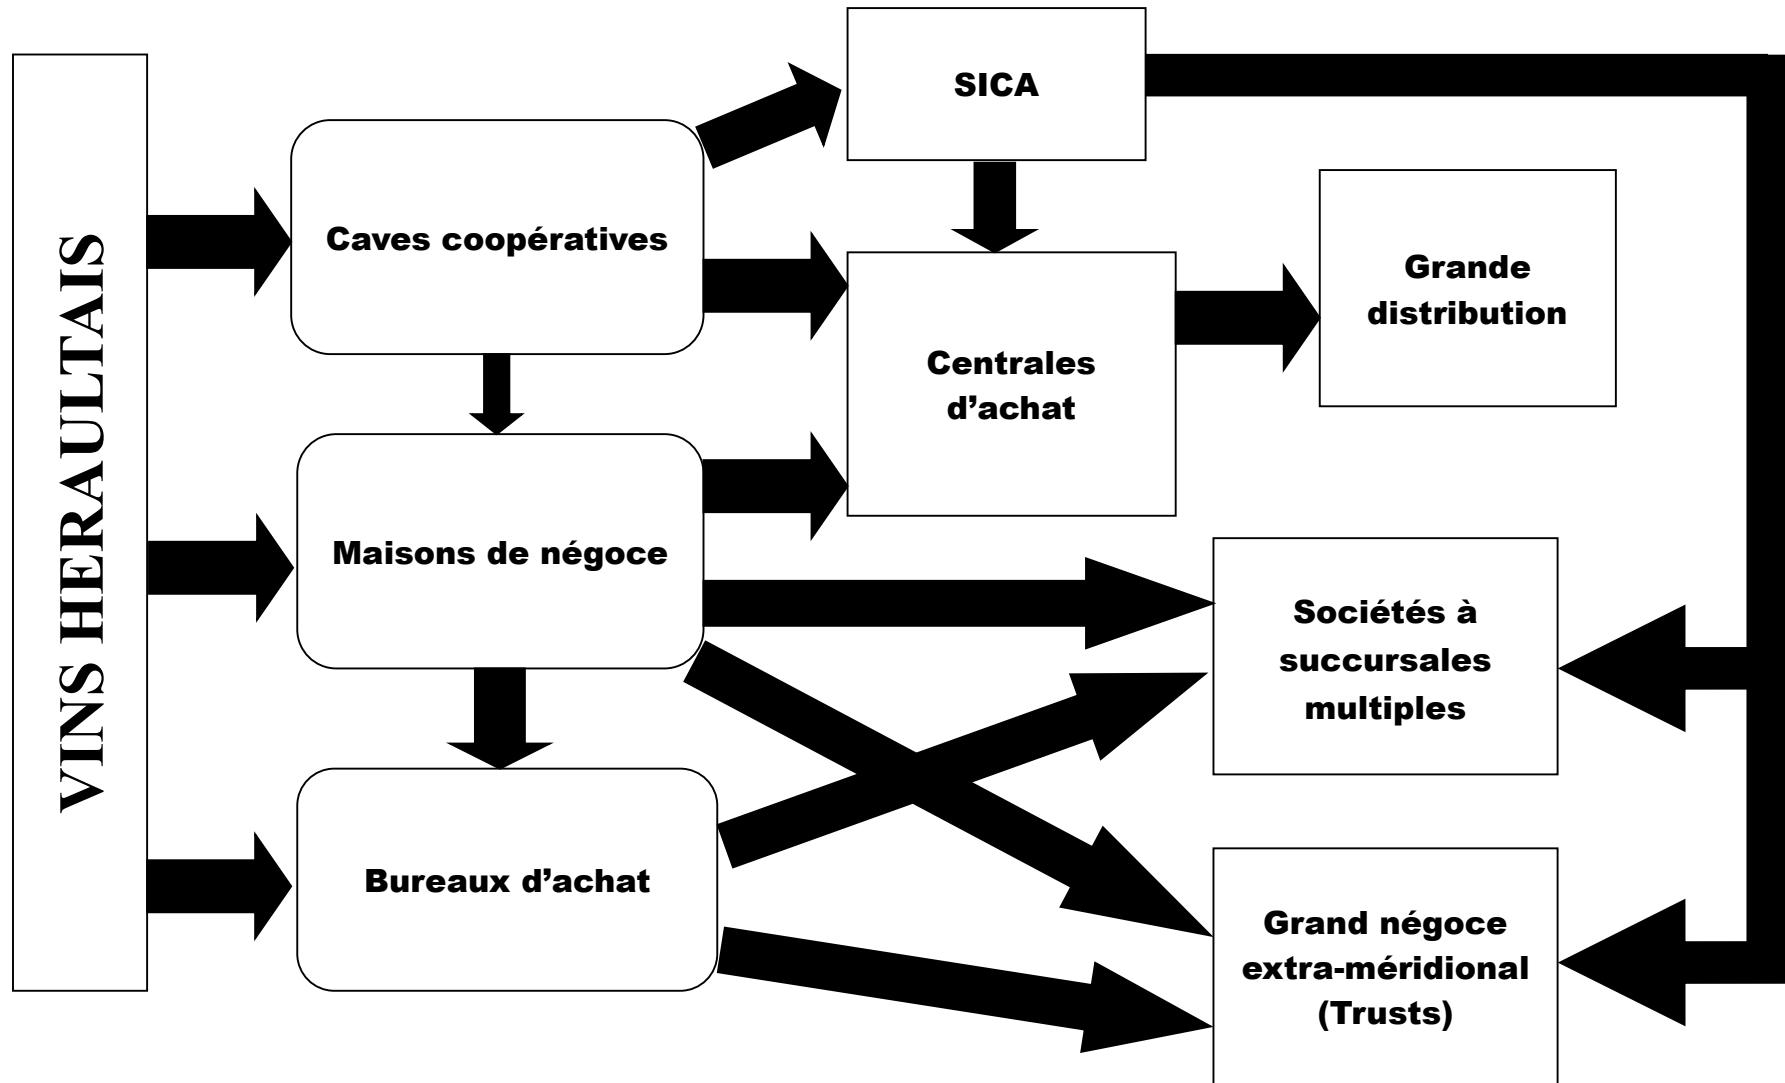 VINS HERAULTAIS
SICA
Caves coopératives
Grande
distribution
Centrales
d’achat
Maisons de négoce
Sociétés à
succursales
multiples
Bureaux d’achat
Grand négoce
extra-méridional
(Trusts)